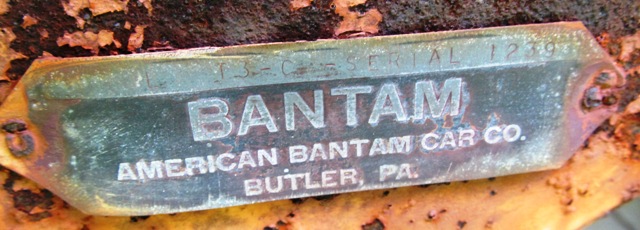 SERIAL 1239
BANTAM
AMERICAN BANTAM CAR CO.
BUTLER, PA.